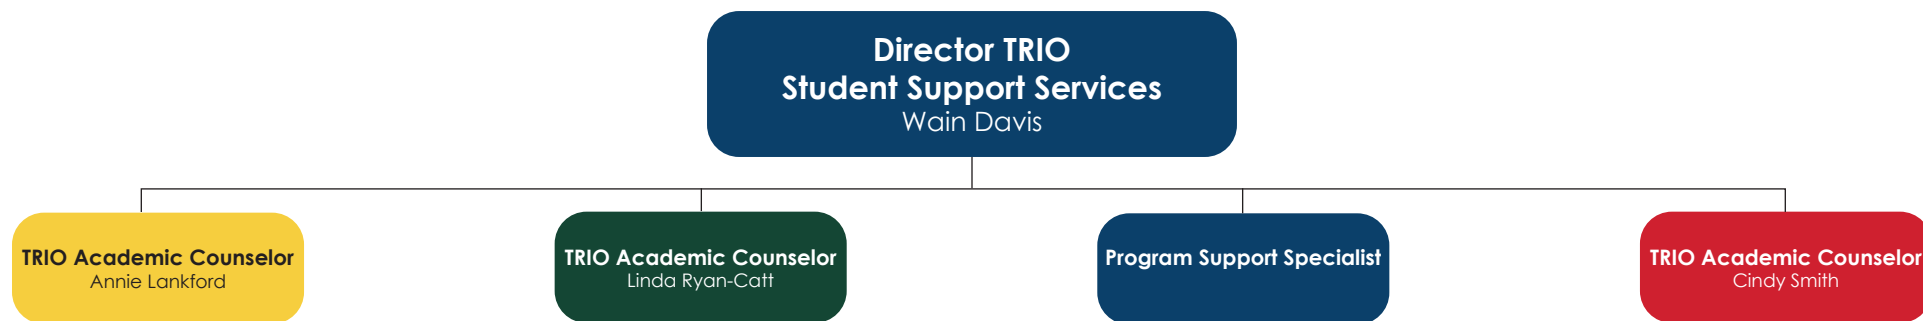 Director TRIO
Student Support Services
Wain Davis
TRIO Academic Counselor
Annie Lankford
TRIO Academic Counselor
Linda Ryan-Catt
Program Support Specialist
TRIO Academic Counselor
Cindy Smith